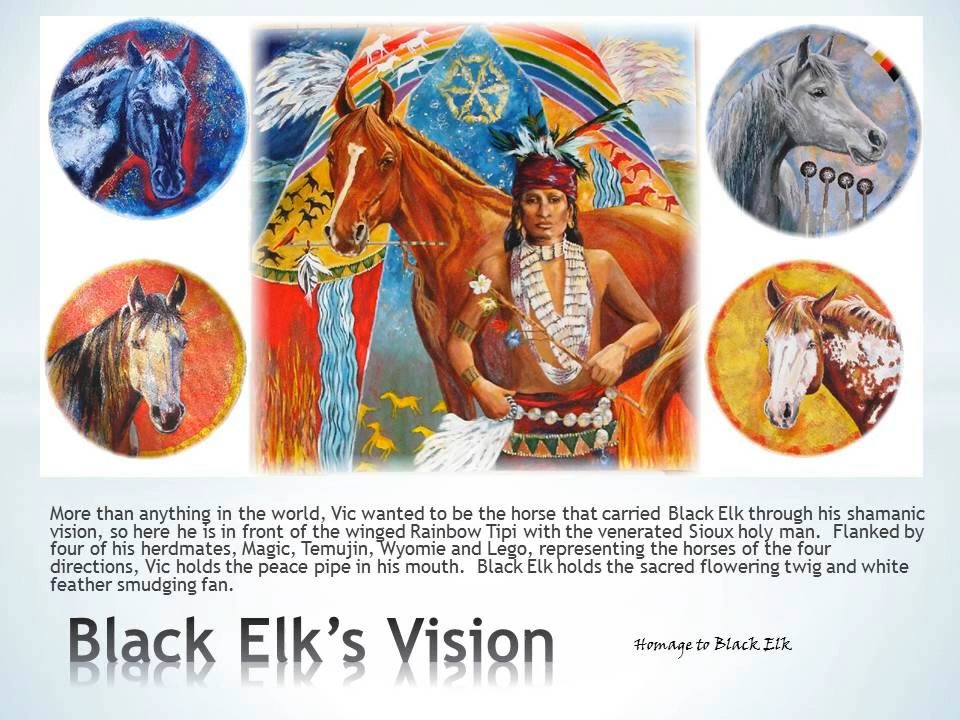 More than anything in the world, Vic wanted to be the horse that carried Black Elk through his shamanic
vision, so here he is in front of the winged Rainbow Tipi with the venerated Sioux holy man.  Flanked by
four of his herdmates, Magic, Temujin, Wyomie and Lego, representing the horses of the four
directions, Vic holds the peace pipe in his mouth.  Black Elk holds the sacred flowering twig and white
feather smudging fan.
Black Elk’s Vision
Homage to Black Elk